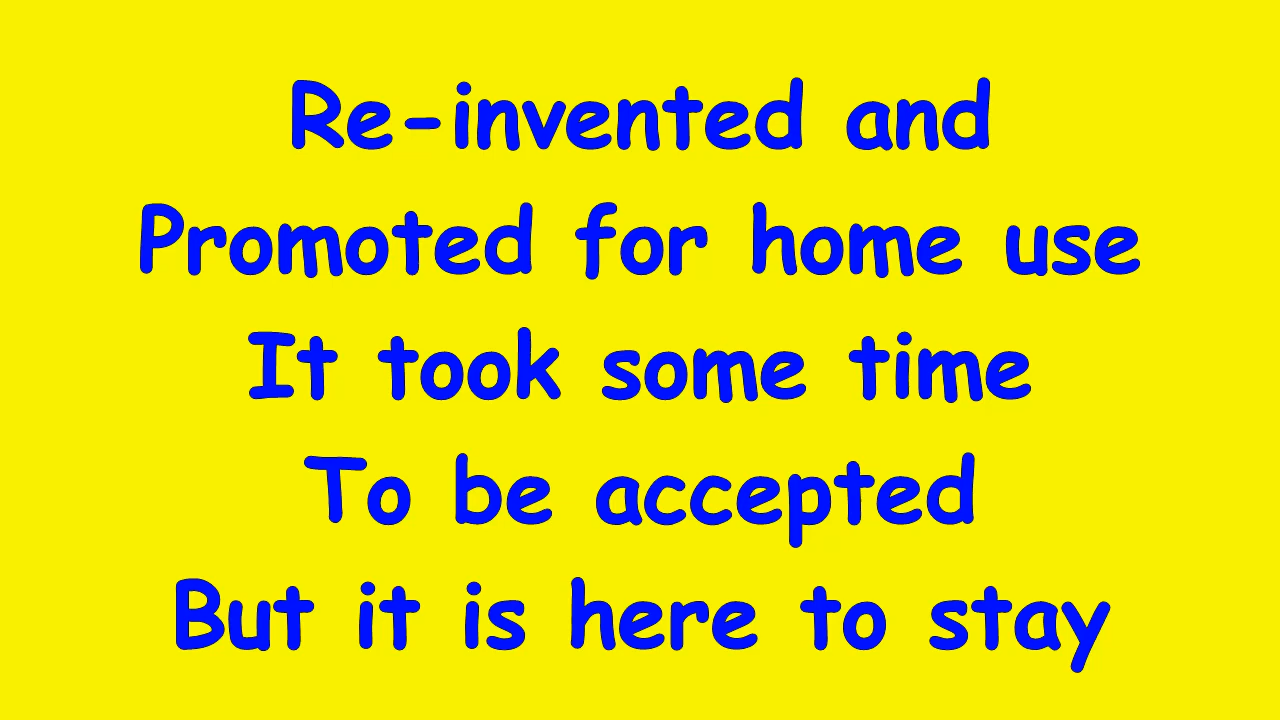 Re-invented and
Promoted for home use
It took some time
To be accepted
But it is here to stay